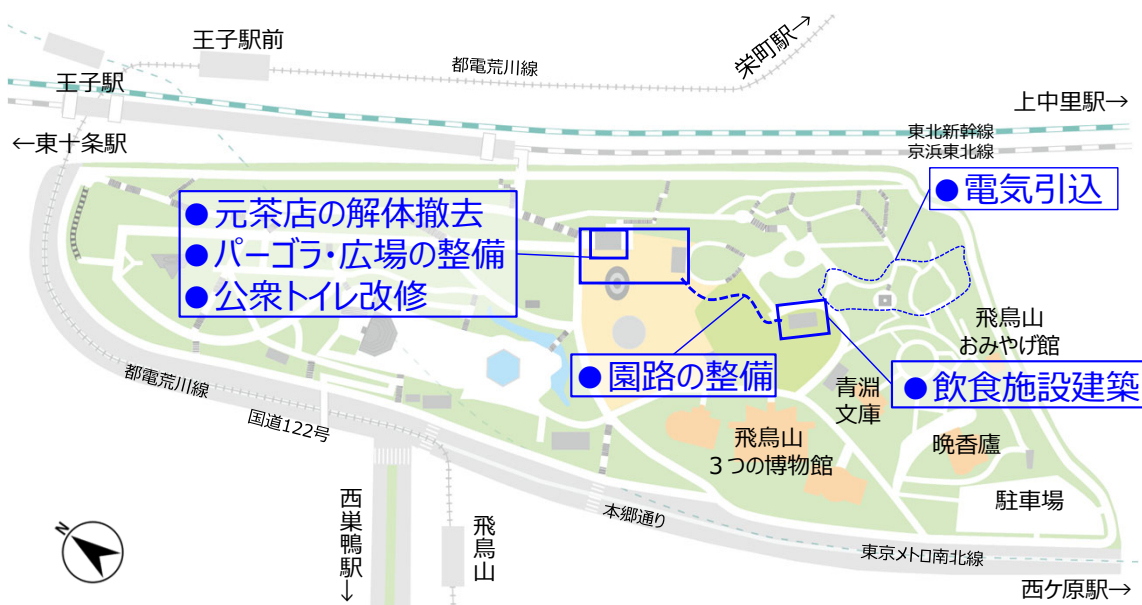 王子駅前
栄町駅→
都電荒川線
王子駅
上中里駅→
東北新幹線
京浜東北線
←東十条駅
●電気引込
●元茶店の解体撤去
●パーゴラ・広場の整備
●公衆トイレ改修
飛鳥山
おみやげ館
●園路の整備
●飲食施設建築
青淵
文庫
都電荒川線
国道122号
飛鳥山
3つの博物館
晩香廬
駐車場
本郷通り
西巣鴨駅→
飛鳥山
N
東京メトロ南北線
西ケ原駅→